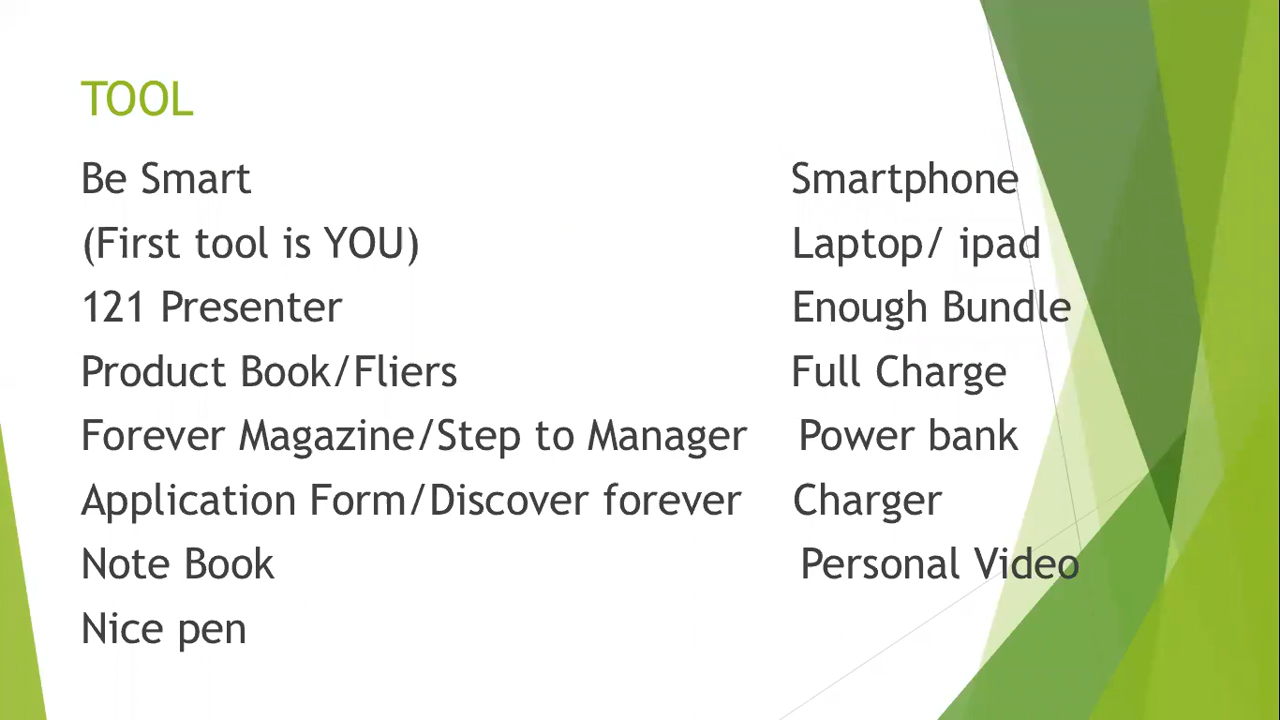 TOOL
Be Smart Smartphone
(First tool is YOU) Laptop/ ipad
121 Presenter Enough Bundle
Product Book/Fliers Full Charge
Forever Magazine/Step to Manager Power bank
Application Form/Discover forever Charger
Note Book Personal Video
Nice pen